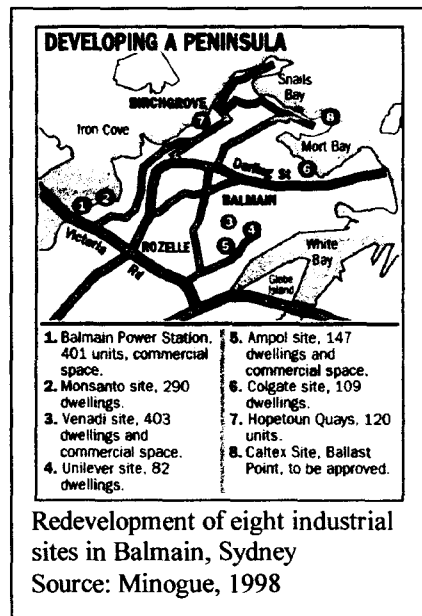 DEVELOPING A PENINSULA
Snails
Bay
BIRCHGROVE
7
8
Iron Cove
Mort Bay
6
Darling St
BALMAIN
1
2
3
4
5
White
Bay
Victoria
Rd
ROZELLE
Glebe
Island
1. Balmain Power Station, 401 units, commercial space.
2. Monsanto site, 290 dwellings.
3. Venadi site, 403 dwellings and commercial space.
4. Unilever site, 82 dwellings.
5. Ampol site, 147 dwellings and commercial space.
6. Colgate site, 109 dwellings.
7. Hopetoun Quays, 120 units.
8. Caltex Site, Ballast Point, to be approved.
Redevelopment of eight industrial
sites in Balmain, Sydney
Source: Minogue, 1998